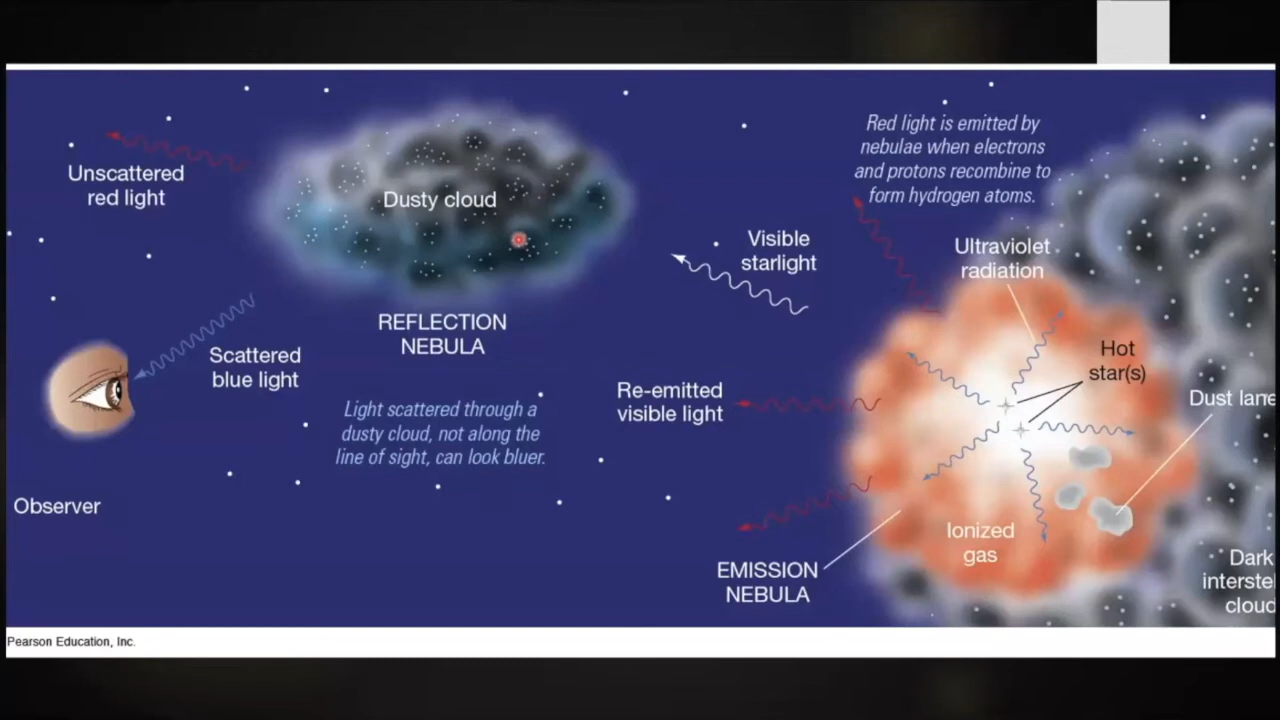 Unscattered
red light
Dusty cloud
REFLECTION
NEBULA
Scattered
blue light
Light scattered through a
dusty cloud, not along the
line of sight, can look bluer.
Observer
Visible
starlight
Red light is emitted by
nebulae when electrons
and protons recombine to
form hydrogen atoms.
Ultraviolet
radiation
Hot
star(s)
Re-emitted
visible light
Dust lane
Ionized
gas
EMISSION
NEBULA
Dark
interste
cloud
Pearson Education, Inc.